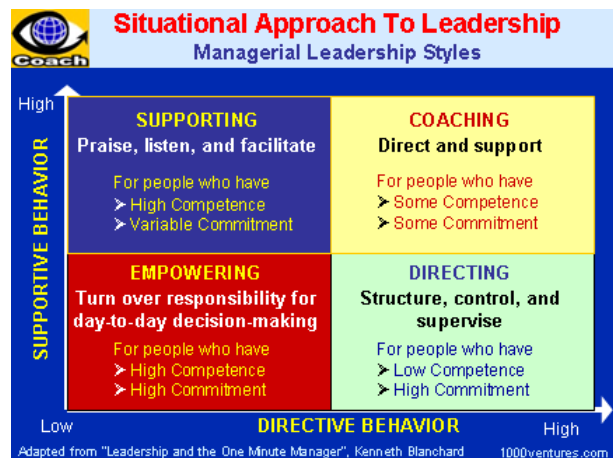 Situational Approach To Leadership
Managerial Leadership Styles
Coach
High
SUPPORTIVE BEHAVIOR
SUPPORTING
Praise, listen, and facilitate
For people who have
➢ High Competence
➢ Variable Commitment
COACHING
Direct and support
For people who have
➢ Some Competence
➢ Some Commitment
EMPOWERING
Turn over responsibility for
day-to-day decision-making
For people who have
➢ High Competence
➢ High Commitment
DIRECTING
Structure, control, and
supervise
For people who have
➢ Low Competence
➢ High Commitment
Low
DIRECTIVE BEHAVIOR
High
Adapted from "Leadership and the One Minute Manager", Kenneth Blanchard
1000ventures.com